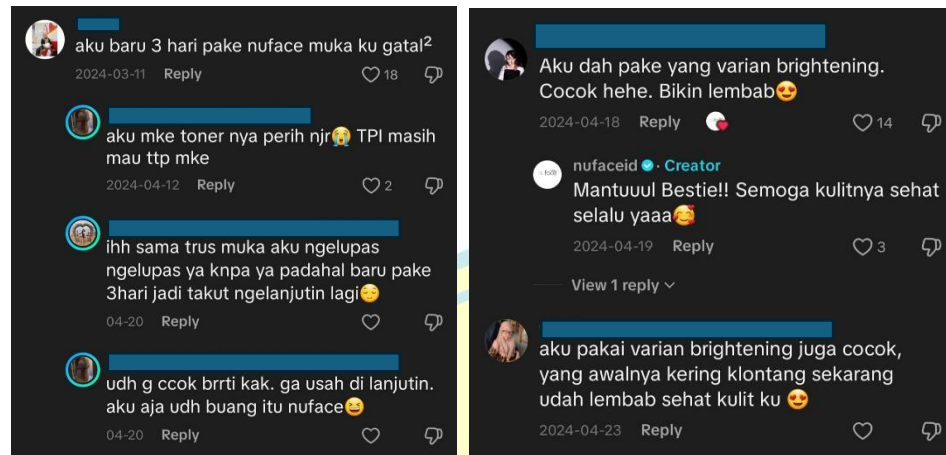 aku baru 3 hari pake nuface muka ku gatal²
2024-03-11 Reply 18
aku mke toner nya perih njr😭 TPI masih
mau ttp mke
2024-04-12 Reply 2
ihh sama trus muka aku ngelupas
ngelupas ya knpa ya padahal baru pake
3hari jadi takut ngelanjutin lagi😌
04-20 Reply
udh g ccok brrti kak. ga usah di lanjutin.
aku aja udh buang itu nuface😆
04-20 Reply
Aku dah pake yang varian brightening.
Cocok hehe. Bikin lembab😍
2024-04-18 Reply 14
nufaceid · Creator
Mantuuul Bestie!! Semoga kulitnya sehat
selalu yaaa🥰
2024-04-19 Reply 3
View 1 reply
aku pakai varian brightening juga cocok,
yang awalnya kering klontang sekarang
udah lembab sehat kulit ku 😍
2024-04-23 Reply